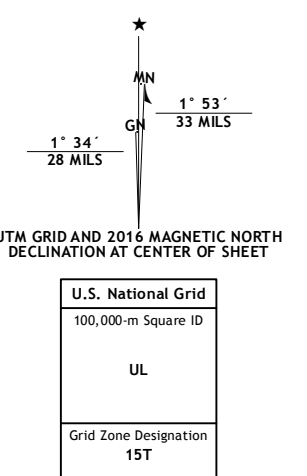 MN
1° 53´
33 MILS
GN
1° 34´
28 MILS
UTM GRID AND 2016 MAGNETIC NORTH
DECLINATION AT CENTER OF SHEET
U.S. National Grid
100,000-m Square ID
UL
Grid Zone Designation
15T